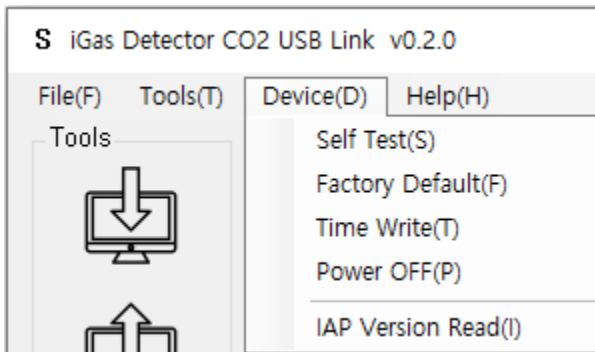 S iGas Detector CO2 USB Link v0.2.0
File(F) Tools(T) Device(D) Help(H)
Tools
Self Test(S)
Factory Default(F)
Time Write(T)
Power OFF(P)
IAP Version Read(I)